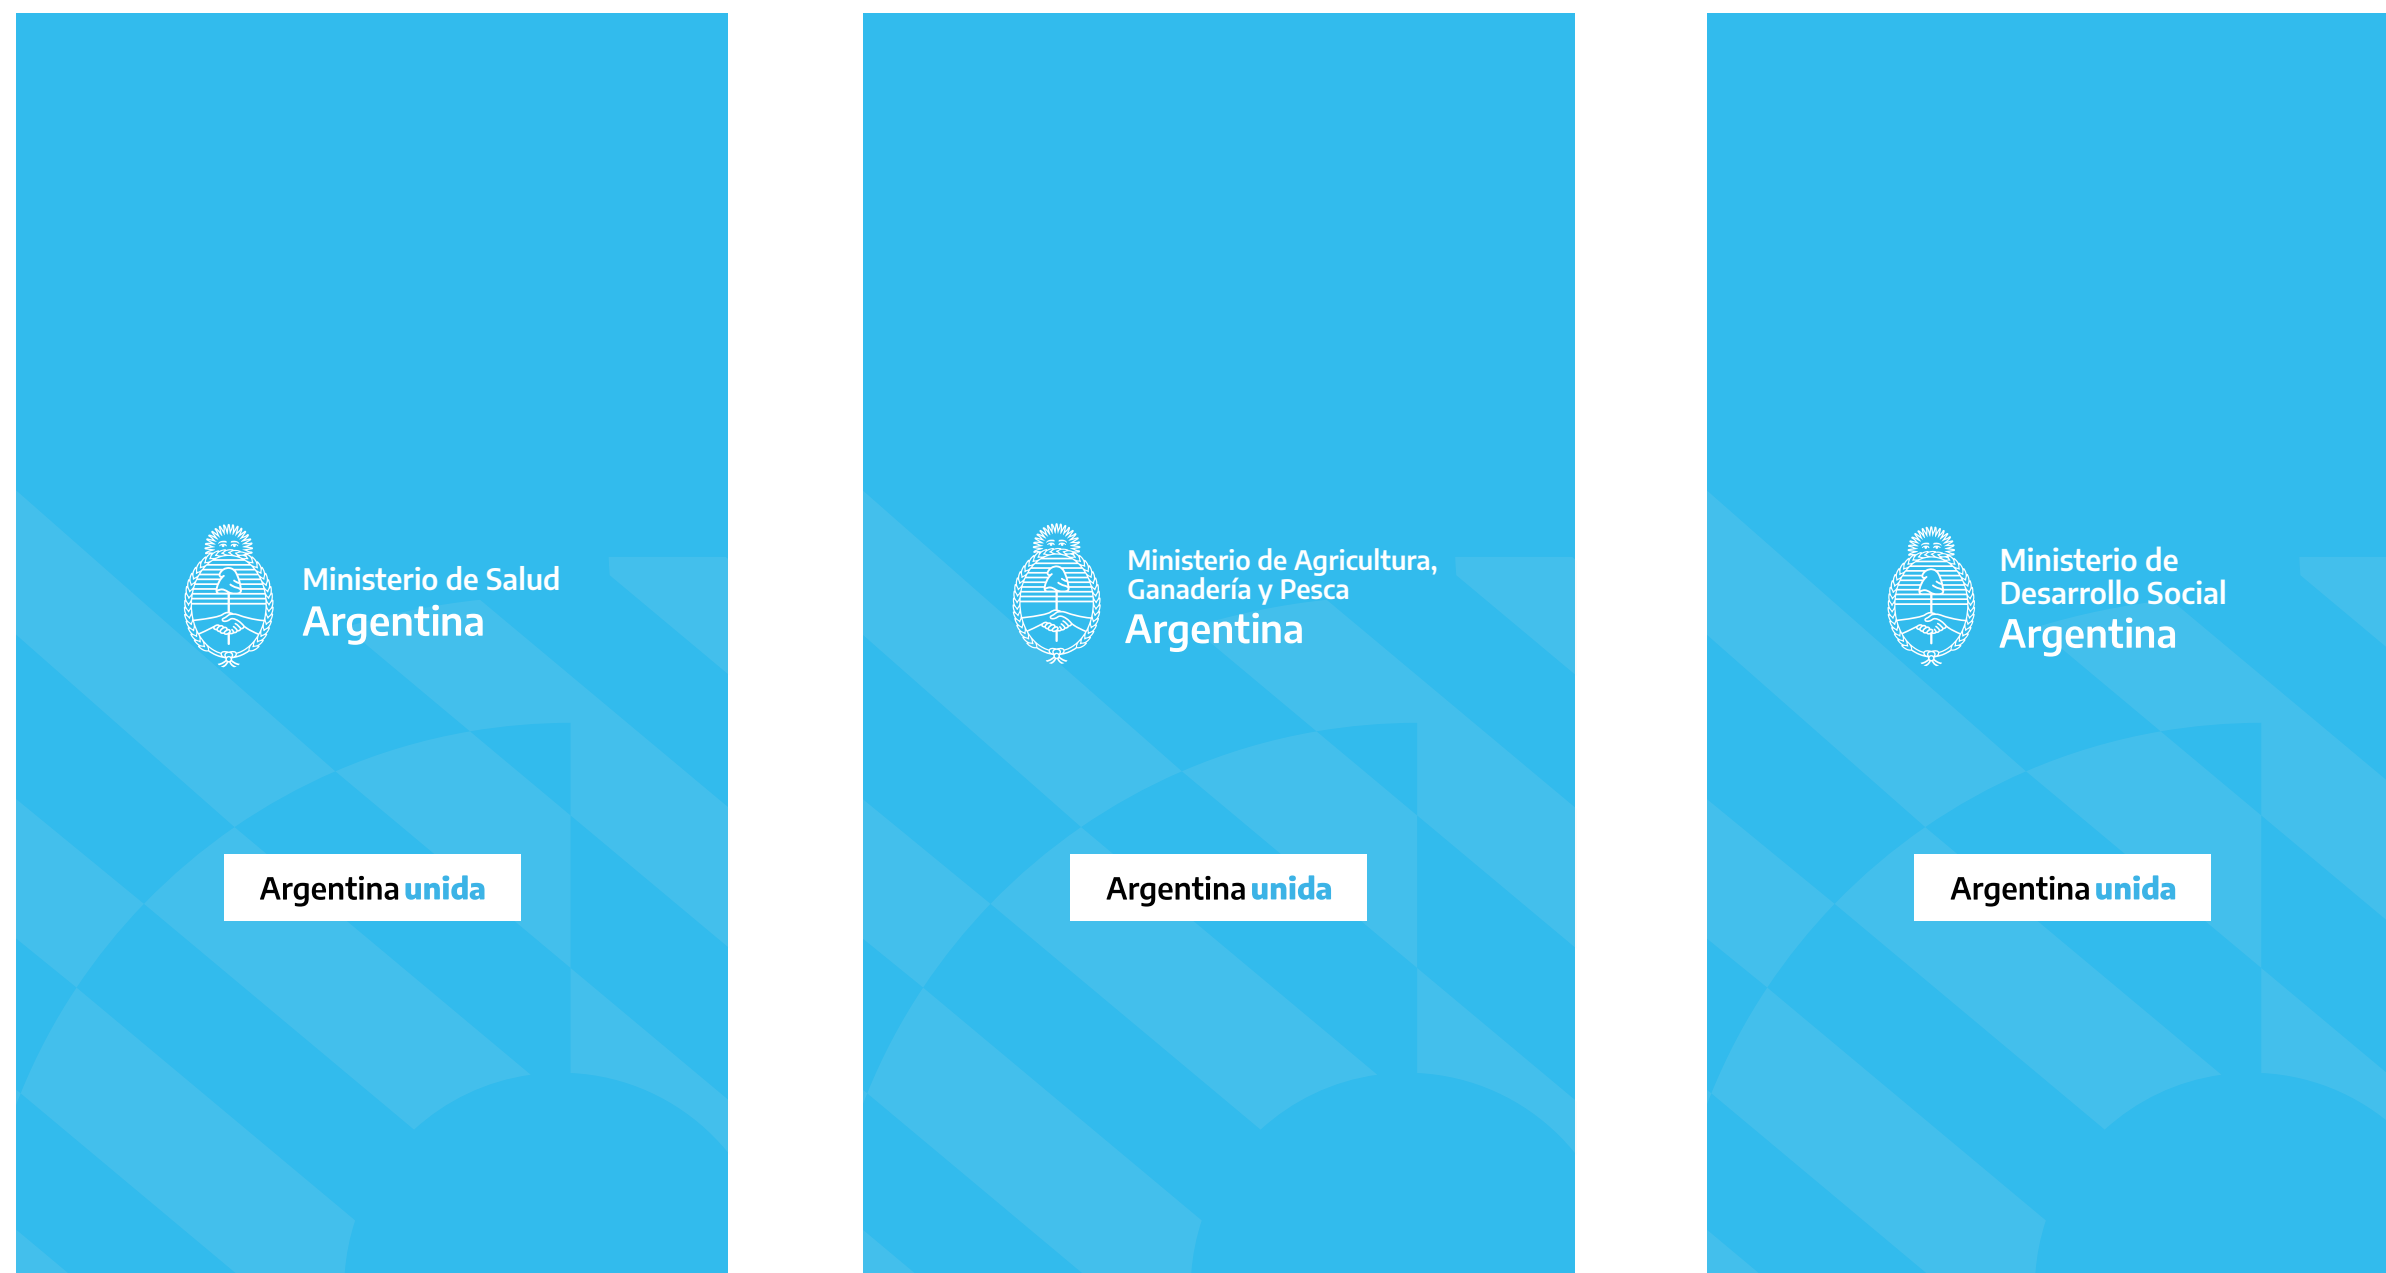 Ministerio de Salud
Argentina
Argentina unida
Ministerio de Agricultura,
Ganadería y Pesca
Argentina
Argentina unida
Ministerio de
Desarrollo Social
Argentina
Argentina unida